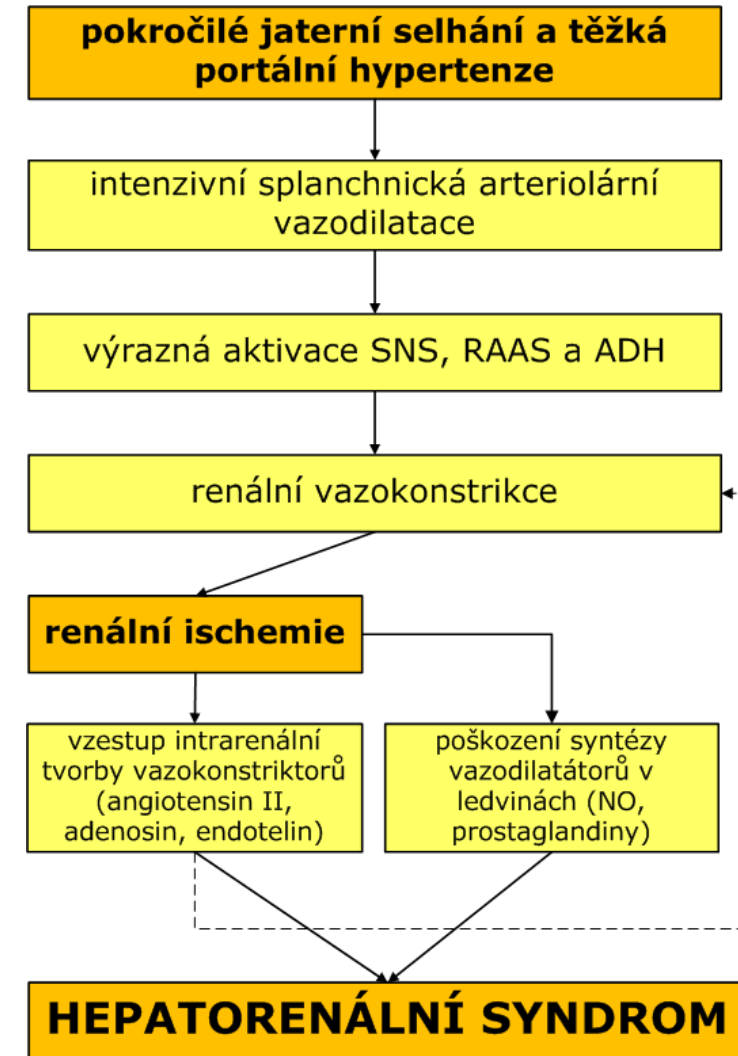 pokročilé jaterní selhání a těžká
portální hypertenze
intenzivní splanchnická arteriolární
vazodilatace
výrazná aktivace SNS, RAAS a ADH
renální vazokonstrikce
renální ischemie
vzestup intrarenální
tvorby vazokonstriktorů
(angiotensin II,
adenosin, endotelin)
poškození syntézy
vazodilatátorů v
ledvinách (NO,
prostaglandiny)
HEPATORENÁLNÍ SYNDROM